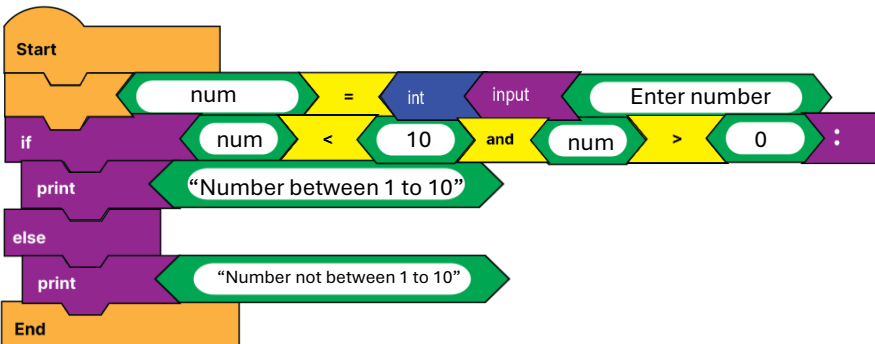 Start
num = int input Enter number
if num < 10 and num > 0 :
print “Number between 1 to 10”
else
print “Number not between 1 to 10”
End